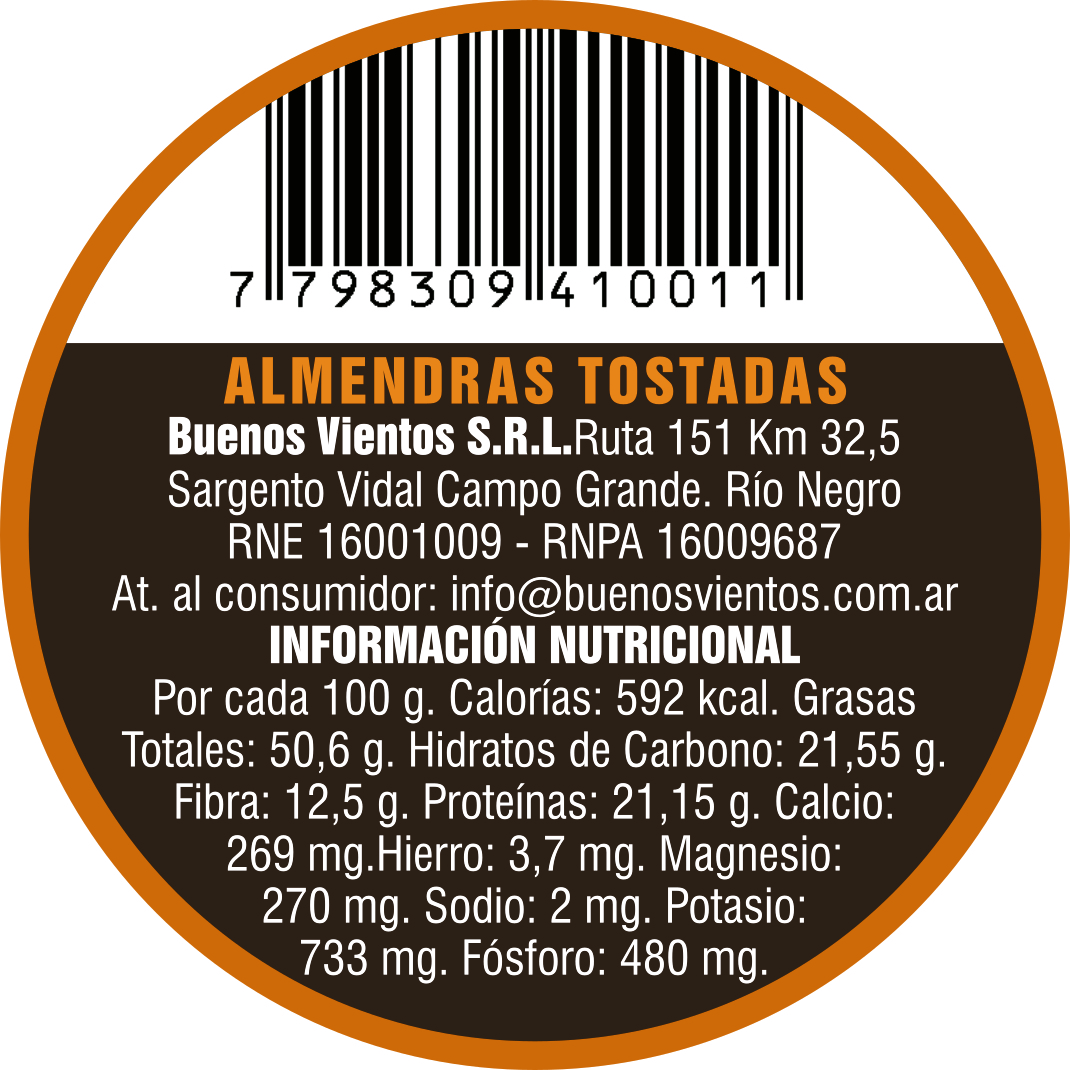 7 798309 410011
ALMENDRAS TOSTADAS
Buenos Vientos S.R.L.Ruta 151 Km 32,5
Sargento Vidal Campo Grande. Río Negro
RNE 16001009 - RNPA 16009687
At. al consumidor: info@buenosvientos.com.ar
INFORMACIÓN NUTRICIONAL
Por cada 100 g. Calorías: 592 kcal. Grasas
Totales: 50,6 g. Hidratos de Carbono: 21,55 g.
Fibra: 12,5 g. Proteínas: 21,15 g. Calcio:
269 mg.Hierro: 3,7 mg. Magnesio:
270 mg. Sodio: 2 mg. Potasio:
733 mg. Fósforo: 480 mg.